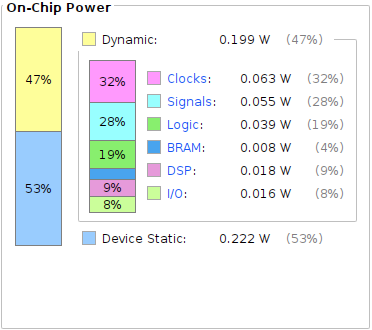 On-Chip Power
Dynamic: 0.199 W (47%)
47%
32% Clocks: 0.063 W (32%)
28% Signals: 0.055 W (28%)
19% Logic: 0.039 W (19%)
BRAM: 0.008 W (4%)
9% DSP: 0.018 W (9%)
8% I/O: 0.016 W (8%)
53%
Device Static: 0.222 W (53%)